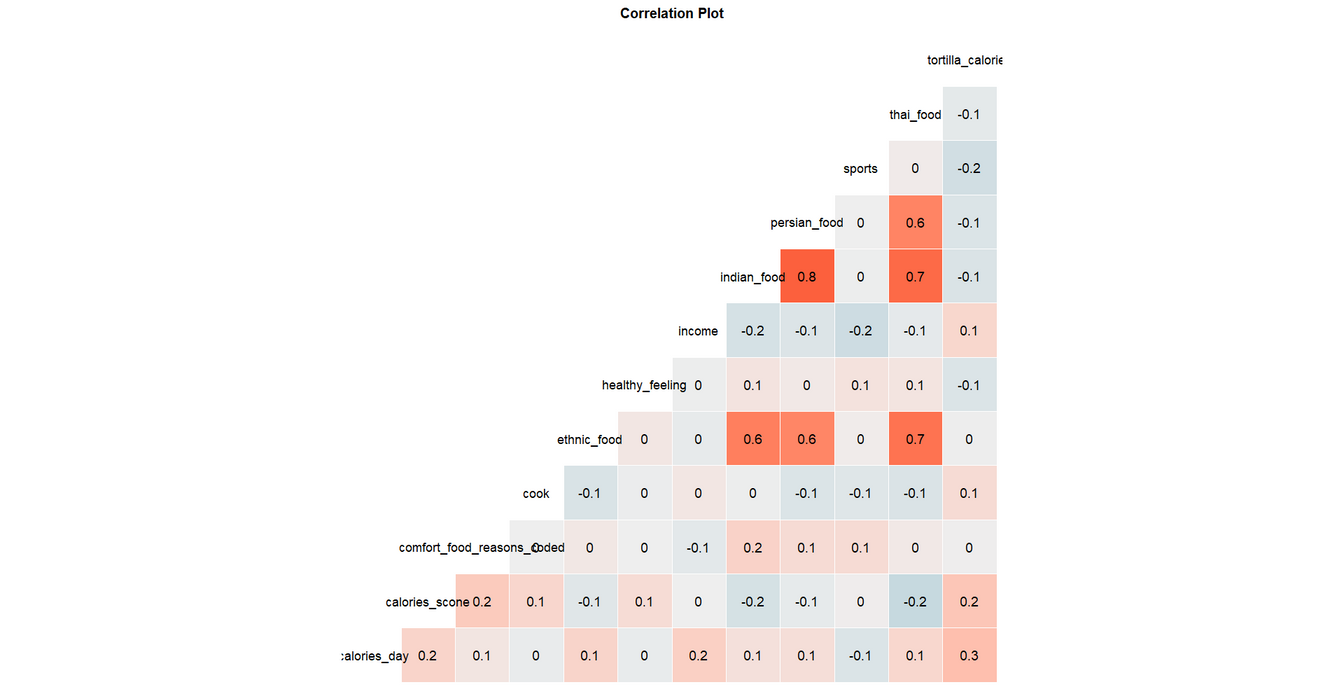 Correlation Plot
tortilla_calorie
thai_food -0.1
sports 0 -0.2
persian_food 0 0.6 -0.1
indian_food 0.8 0 0.7 -0.1
income -0.2 -0.1 -0.2 -0.1 0.1
healthy_feeling 0 0.1 0 0.1 0.1 -0.1
ethnic_food 0 0 0.6 0.6 0 0.7 0
cook -0.1 0 0 0 -0.1 -0.1 -0.1 0.1
comfort_food_reasons_coded 0 0 0 -0.1 0.2 0.1 0.1 0 0
calories_scone 0.2 0.1 -0.1 0.1 0 -0.2 -0.1 0 -0.2 0.2
calories_day 0.2 0.1 0 0.1 0 0.2 0.1 0.1 -0.1 0.1 0.3